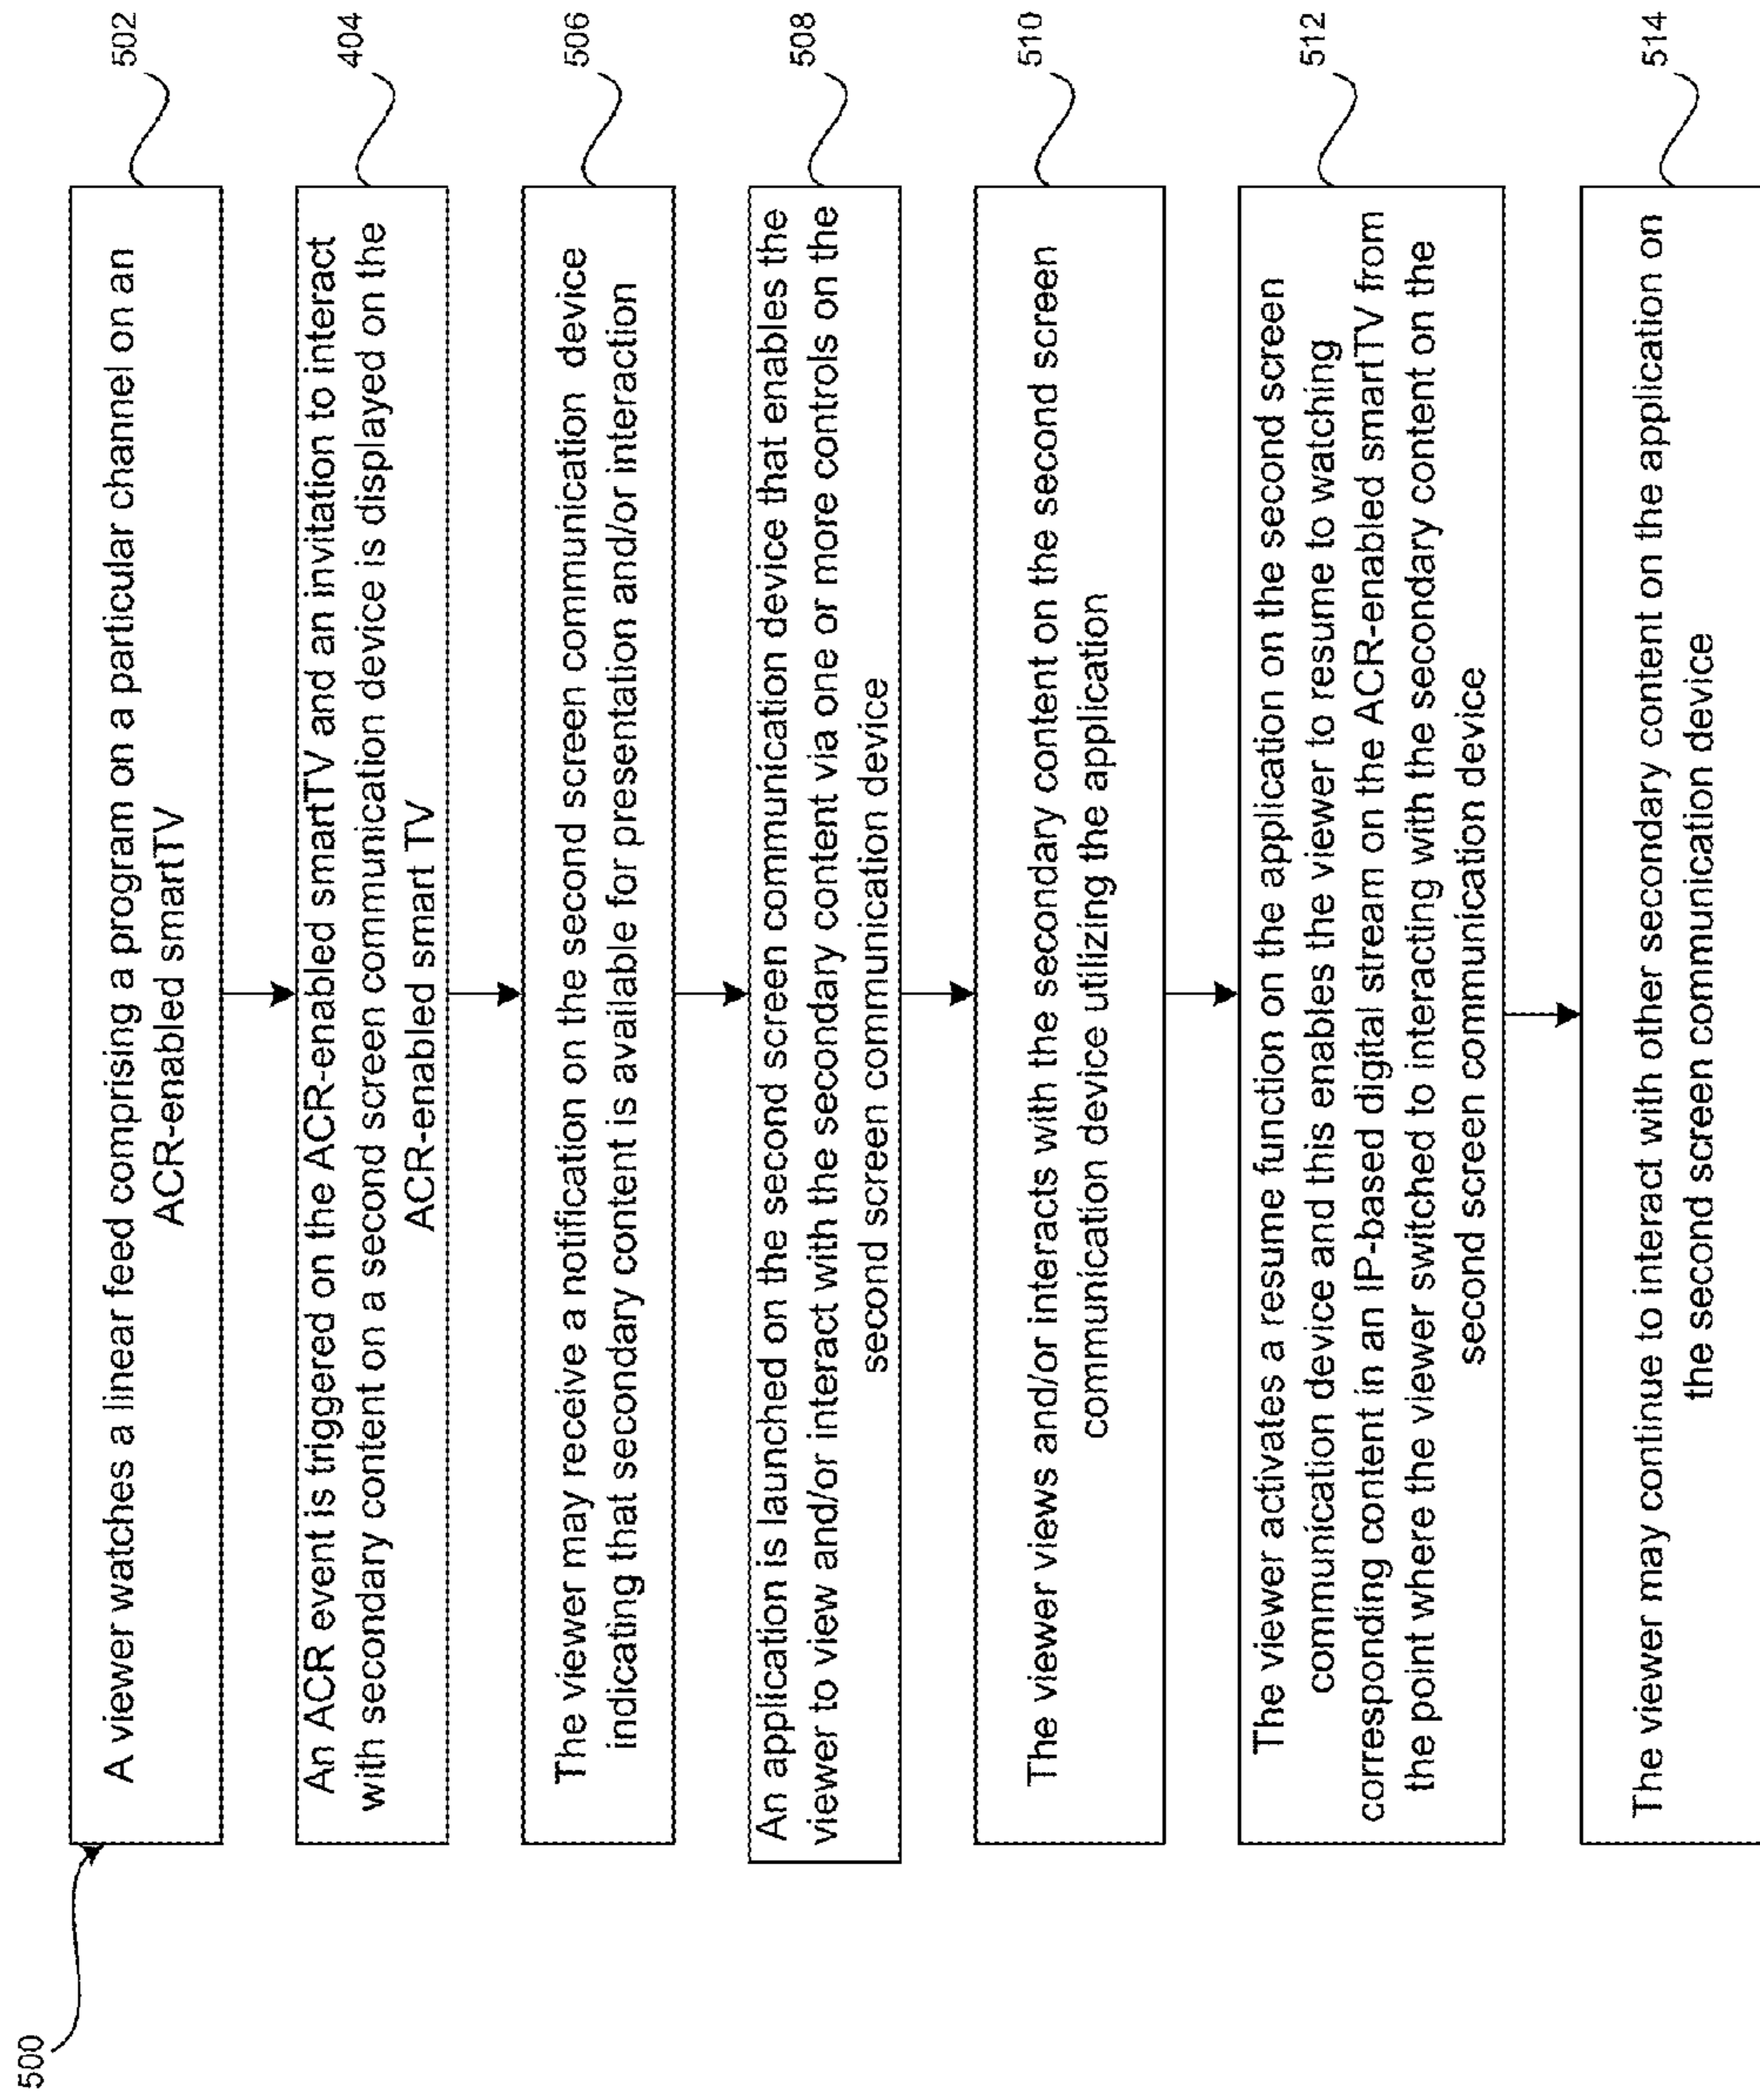 500
A viewer watches a linear feed comprising a program on a particular channel on an
ACR-enabled smartTV
502
An ACR event is triggered on the ACR-enabled smartTV and an invitation to interact
with secondary content on a second screen communication device is displayed on the
ACR-enabled smart TV
404
The viewer may receive a notification on the second screen communication device
indicating that secondary content is available for presentation and/or interaction
506
An application is launched on the second screen communication device that enables the
viewer to view and/or interact with the secondary content via one or more controls on the
second screen communication device
508
The viewer views and/or interacts with the secondary content on the second screen
communication device utilizing the application
510
The viewer activates a resume function on the application on the second screen
communication device and this enables the viewer to resume to watching
corresponding content in an IP-based digital stream on the ACR-enabled smartTV from
the point where the viewer switched to interacting with the secondary content on the
second screen communication device
512
The viewer may continue to interact with other secondary content on the application on
the second screen communication device
514